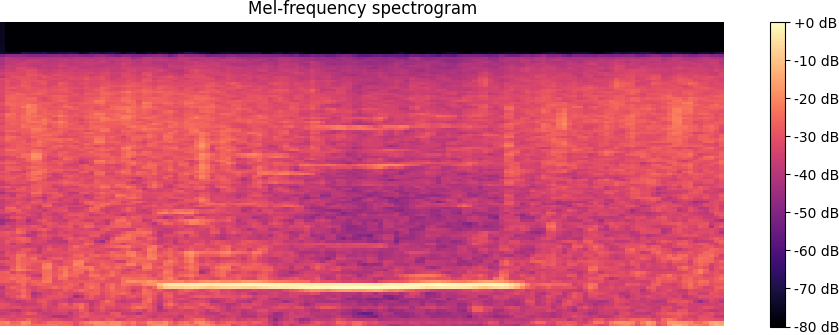 Mel-frequency spectrogram
+0 dB
-10 dB
-20 dB
-30 dB
-40 dB
-50 dB
-60 dB
-70 dB
-80 dB